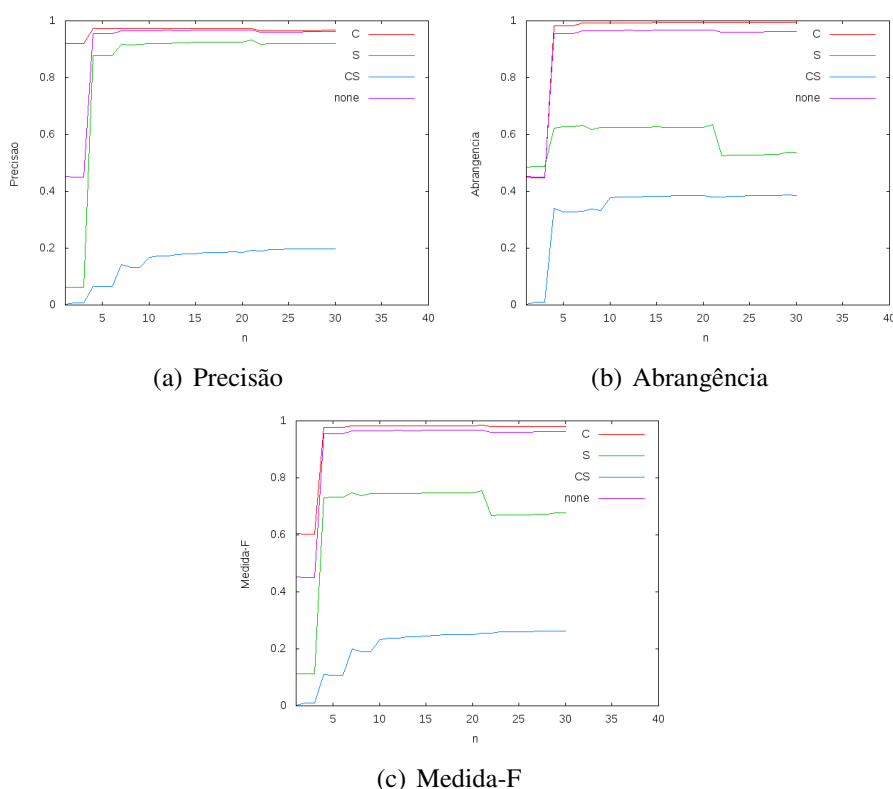 1
0.8
0.6
0.4
0.2
0
5 10 15 20 25 30 35 40
Precisao
n
C
S
CS
none
(a) Precisão
1
0.8
0.6
0.4
0.2
0
5 10 15 20 25 30 35 40
Abrangencia
n
C
S
CS
none
(b) Abrangência
1
0.8
0.6
0.4
0.2
0
5 10 15 20 25 30 35 40
Medida-F
n
C
S
CS
none
(c) Medida-F